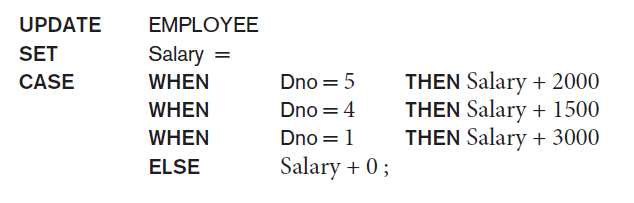 UPDATE EMPLOYEE
SET Salary =
CASE WHEN Dno = 5 THEN Salary + 2000
WHEN Dno = 4 THEN Salary + 1500
WHEN Dno = 1 THEN Salary + 3000
ELSE Salary + 0 ;